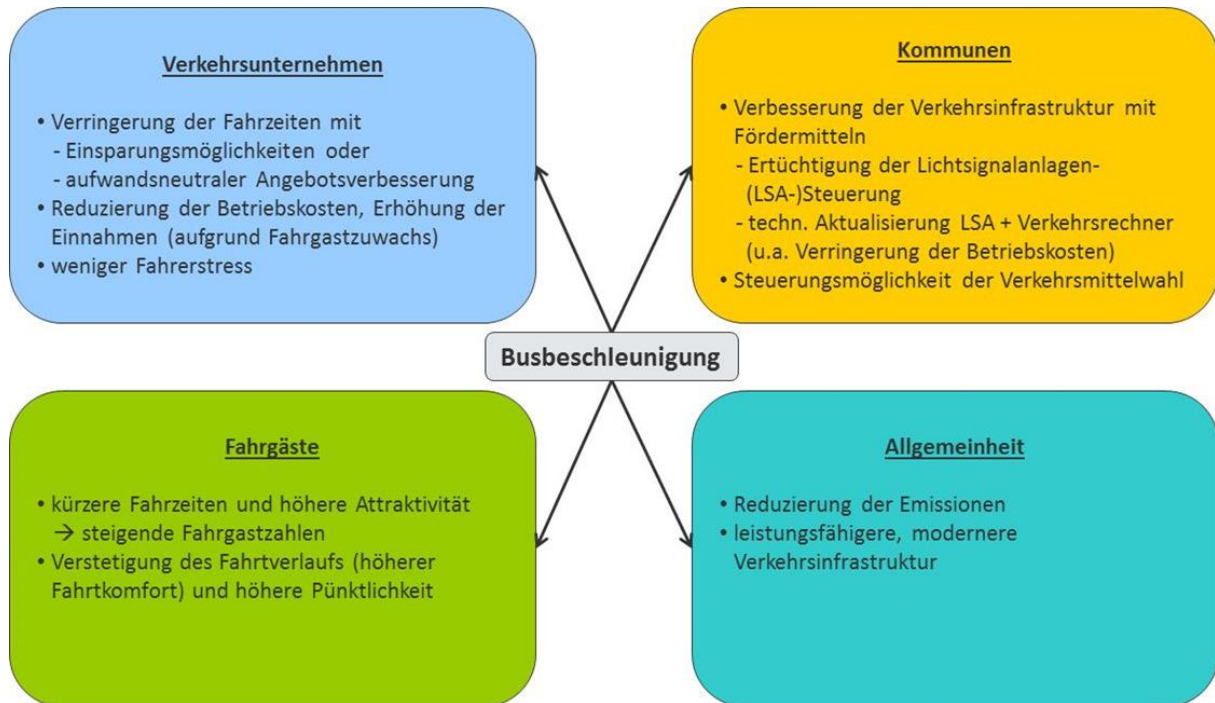 Verkehrsunternehmen
• Verringerung der Fahrzeiten mit
- Einsparungsmöglichkeiten oder
- aufwandsneutraler Angebotsverbesserung
• Reduzierung der Betriebskosten, Erhöhung der
Einnahmen (aufgrund Fahrgastzuwachs)
• weniger Fahrerstress
Kommunen
• Verbesserung der Verkehrsinfrastruktur mit
Fördermitteln
- Ertüchtigung der Lichtsignalanlagen-
(LSA-)Steuerung
- techn. Aktualisierung LSA + Verkehrsrechner
(u.a. Verringerung der Betriebskosten)
• Steuerungsmöglichkeit der Verkehrsmittelwahl
Busbeschleunigung
Fahrgäste
• kürzere Fahrzeiten und höhere Attraktivität
→ steigende Fahrgastzahlen
• Verstetigung des Fahrtverlaufs (höherer
Fahrtkomfort) und höhere Pünktlichkeit
Allgemeinheit
• Reduzierung der Emissionen
• leistungsfähigere, modernere
Verkehrsinfrastruktur